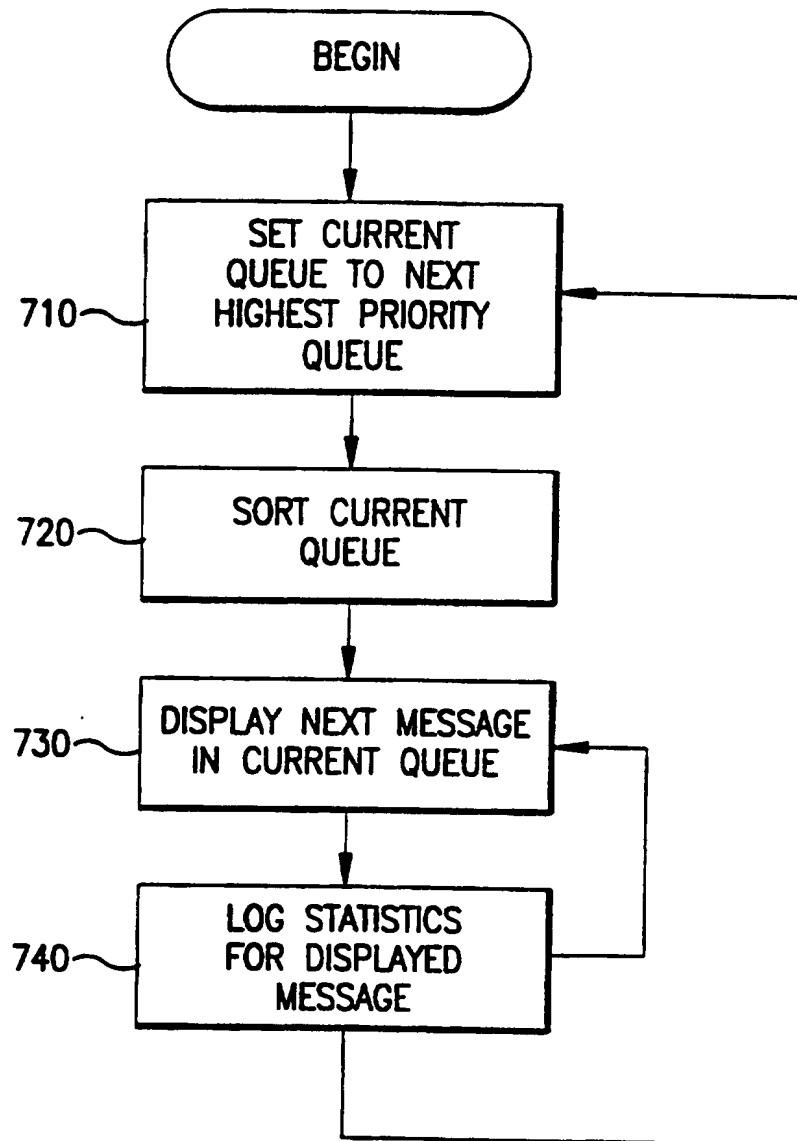 BEGIN
SET CURRENT
QUEUE TO NEXT
HIGHEST PRIORITY
QUEUE
710
SORT CURRENT
QUEUE
720
DISPLAY NEXT MESSAGE
IN CURRENT QUEUE
730
LOG STATISTICS
FOR DISPLAYED
MESSAGE
740